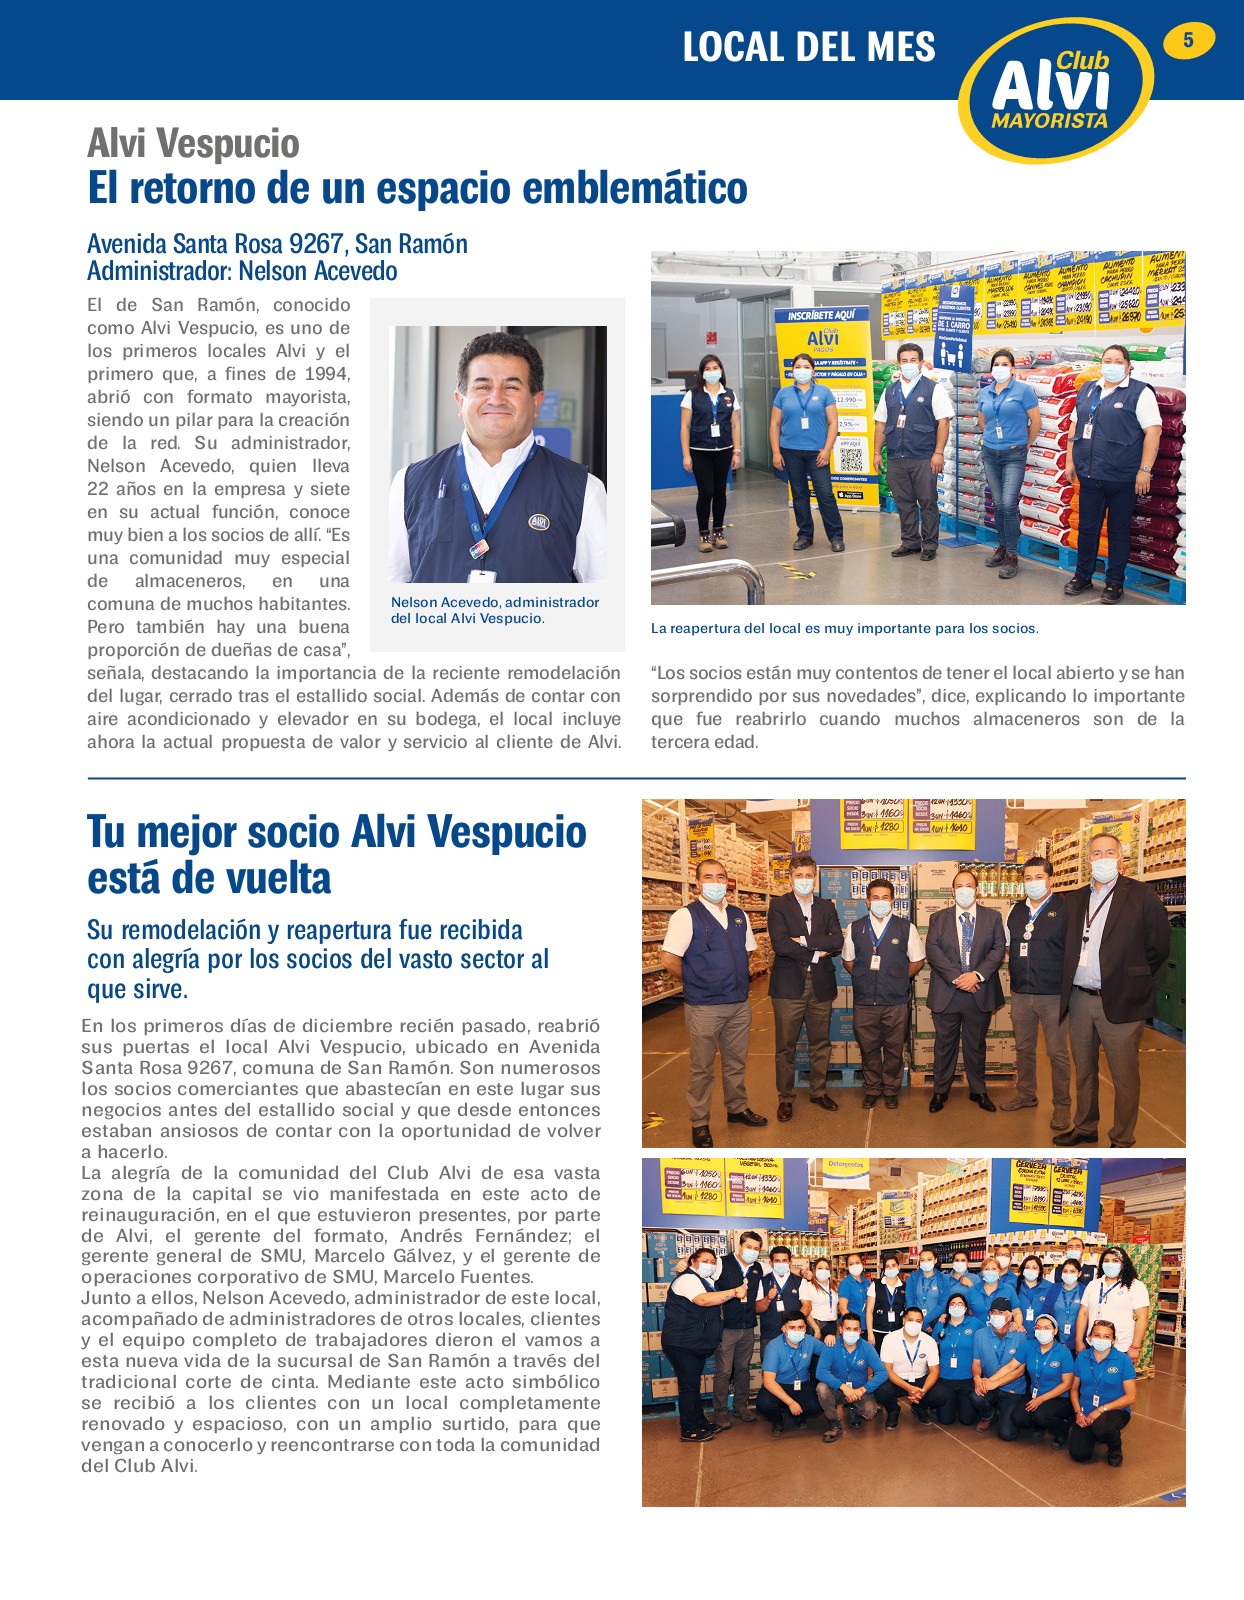 LOCAL DEL MES
5
Club
Alvi
MAYORISTA
Alvi Vespucio
El retorno de un espacio emblemático
Avenida Santa Rosa 9267, San Ramón
Administrador: Nelson Acevedo
El de San Ramón, conocido
como Alvi Vespucio, es uno de
los primeros locales Alvi y el
primero que, a fines de 1994,
abrió con formato mayorista,
siendo un pilar para la creación
de la red. Su administrador,
Nelson Acevedo, quien lleva
22 años en la empresa y siete
en su actual función, conoce
muy bien a los socios de allí. “Es
una comunidad muy especial
de almaceneros, en una
comuna de muchos habitantes.
Pero también hay una buena
proporción de dueñas de casa”,
señala, destacando la importancia de la reciente remodelación
del lugar, cerrado tras el estallido social. Además de contar con
aire acondicionado y elevador en su bodega, el local incluye
ahora la actual propuesta de valor y servicio al cliente de Alvi.
ALVI
Nelson Acevedo, administrador
del local Alvi Vespucio.
INSCRÍBETE AQUÍ
Club
Alvi
PAGOS
$12.990
2,9%
APP AQUÍ
DE 1 CARRO
La reapertura del local es muy importante para los socios.
“Los socios están muy contentos de tener el local abierto y se han
sorprendido por sus novedades”, dice, explicando lo importante
que fue reabrirlo cuando muchos almaceneros son de la
tercera edad.
Tu mejor socio Alvi Vespucio
está de vuelta
Su remodelación y reapertura fue recibida
con alegría por los socios del vasto sector al
que sirve.
En los primeros días de diciembre recién pasado, reabrió
sus puertas el local Alvi Vespucio, ubicado en Avenida
Santa Rosa 9267, comuna de San Ramón. Son numerosos
los socios comerciantes que abastecían en este lugar sus
negocios antes del estallido social y que desde entonces
estaban ansiosos de contar con la oportunidad de volver
a hacerlo.
La alegría de la comunidad del Club Alvi de esa vasta
zona de la capital se vio manifestada en este acto de
reinauguración, en el que estuvieron presentes, por parte
de Alvi, el gerente del formato, Andrés Fernández; el
gerente general de SMU, Marcelo Gálvez, y el gerente de
operaciones corporativo de SMU, Marcelo Fuentes.
Junto a ellos, Nelson Acevedo, administrador de este local,
acompañado de administradores de otros locales, clientes
y el equipo completo de trabajadores dieron el vamos a
esta nueva vida de la sucursal de San Ramón a través del
tradicional corte de cinta. Mediante este acto simbólico
se recibió a los clientes con un local completamente
renovado y espacioso, con un amplio surtido, para que
vengan a conocerlo y reencontrarse con toda la comunidad
del Club Alvi.
Detergentes